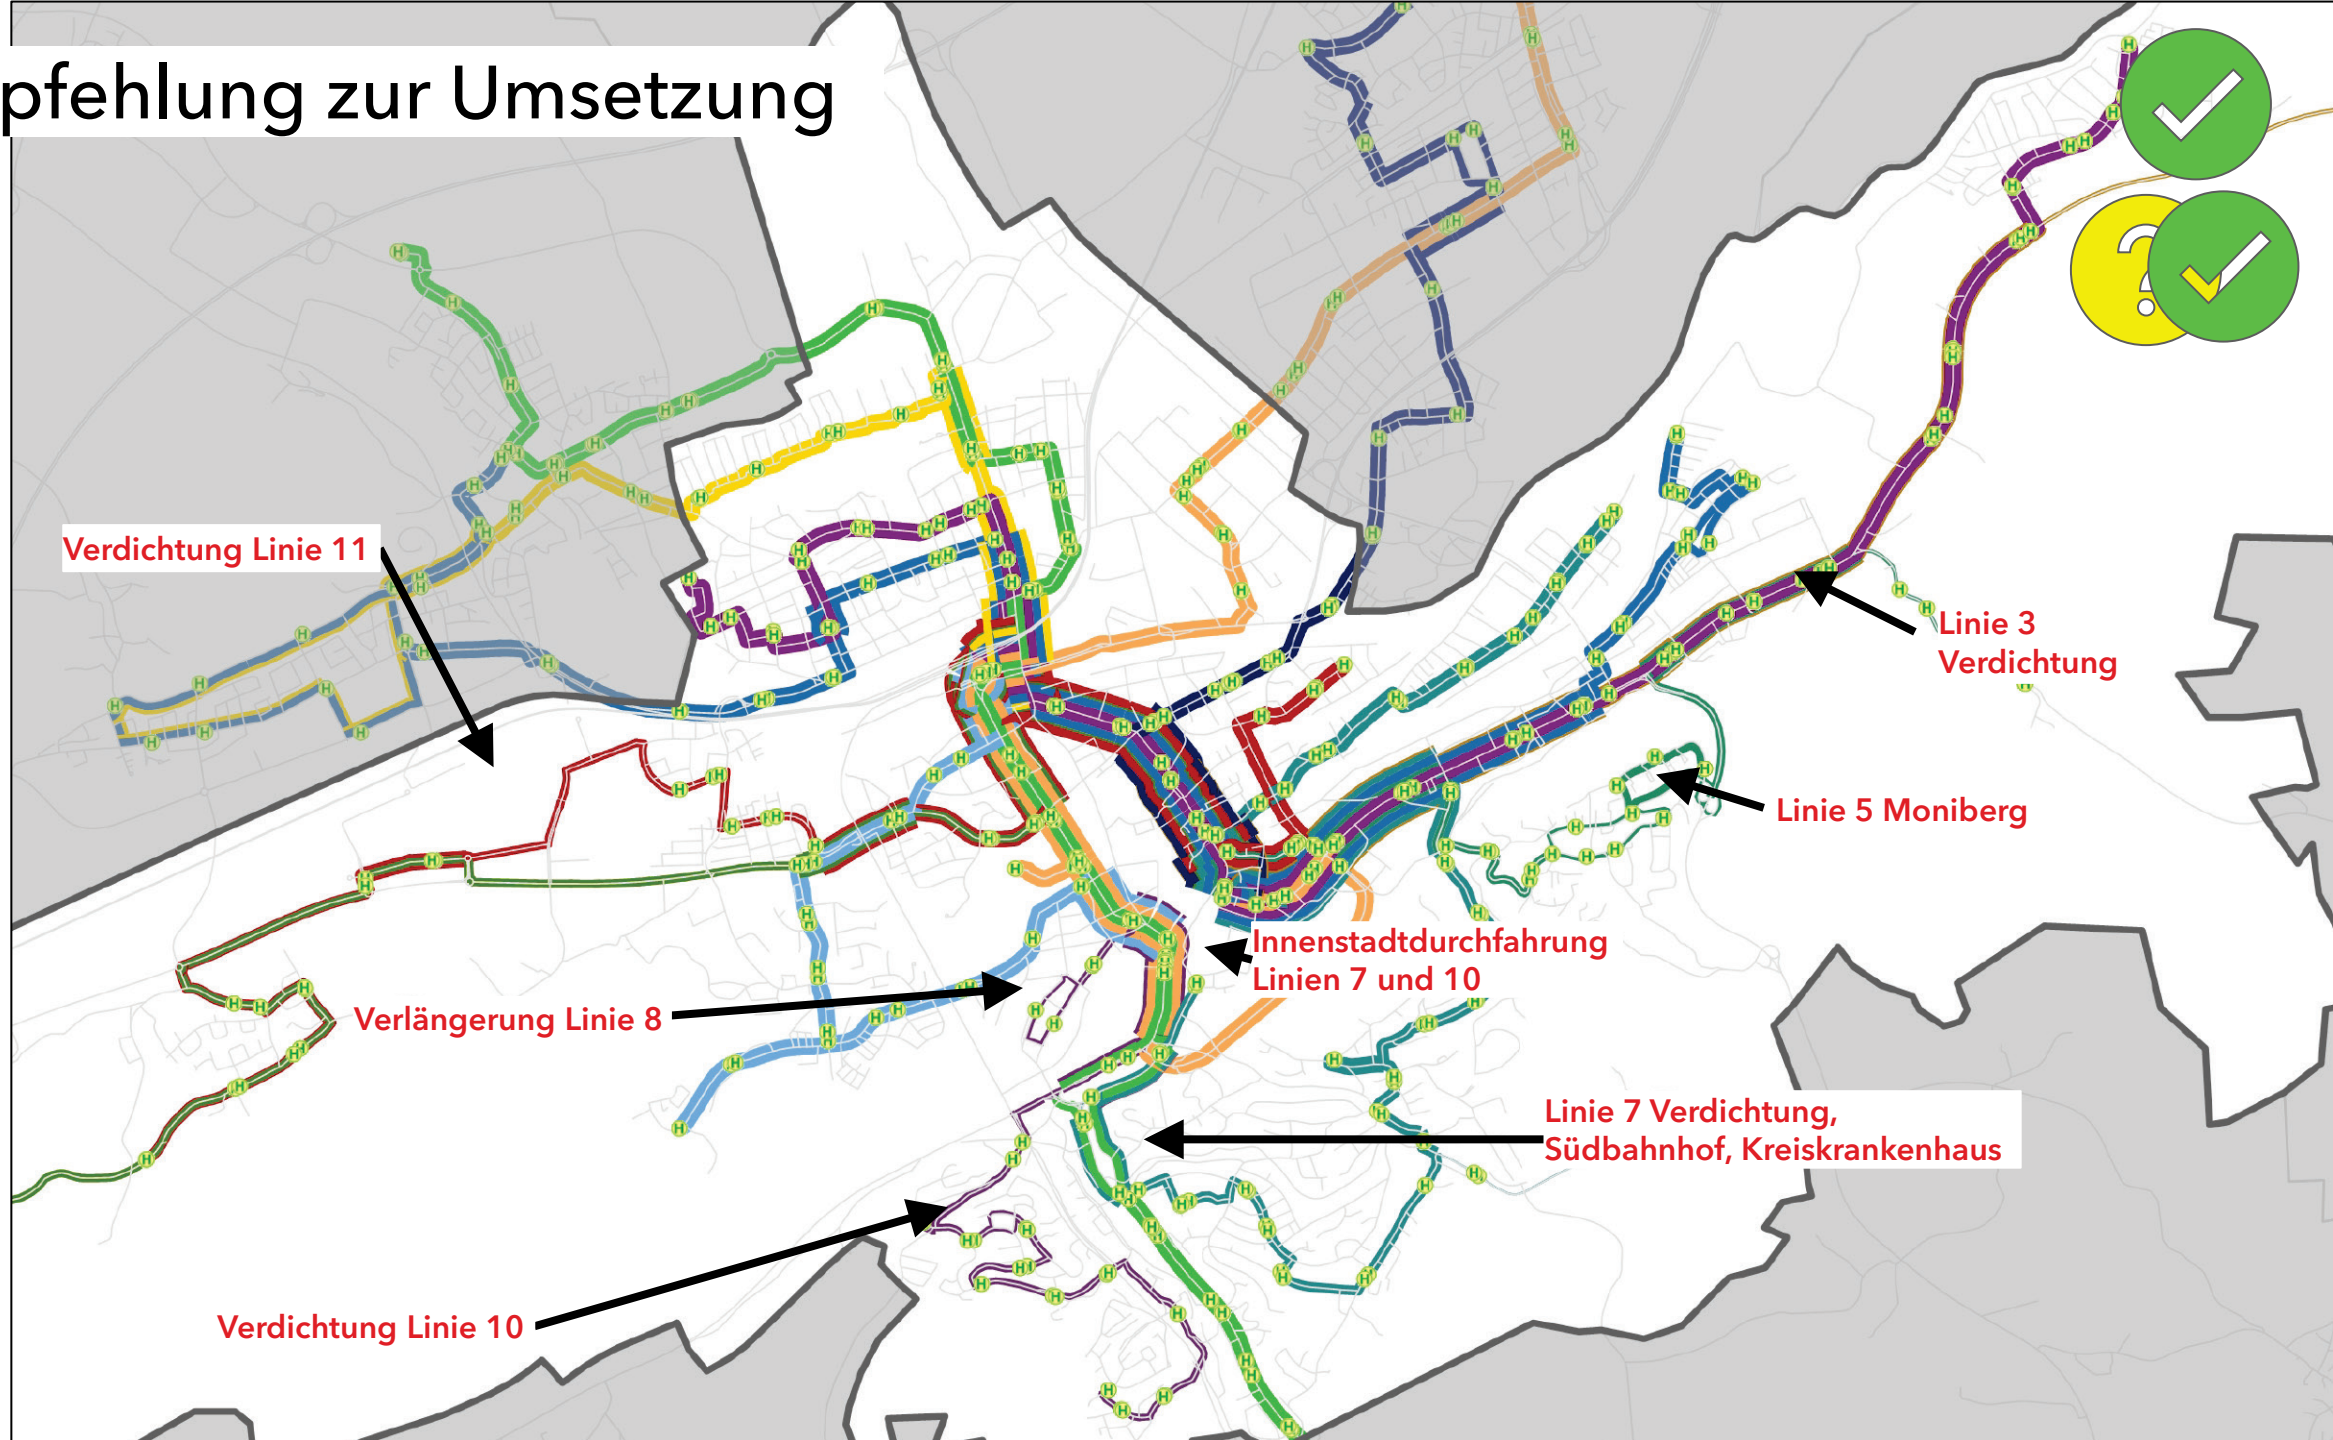 pfehlung zur Umsetzung
Verdichtung Linie 11
Linie 3
Verdichtung
Linie 5 Moniberg
Innenstadtdurchfahrung
Linien 7 und 10
Verlängerung Linie 8
Linie 7 Verdichtung,
Südbahnhof, Kreiskrankenhaus
Verdichtung Linie 10